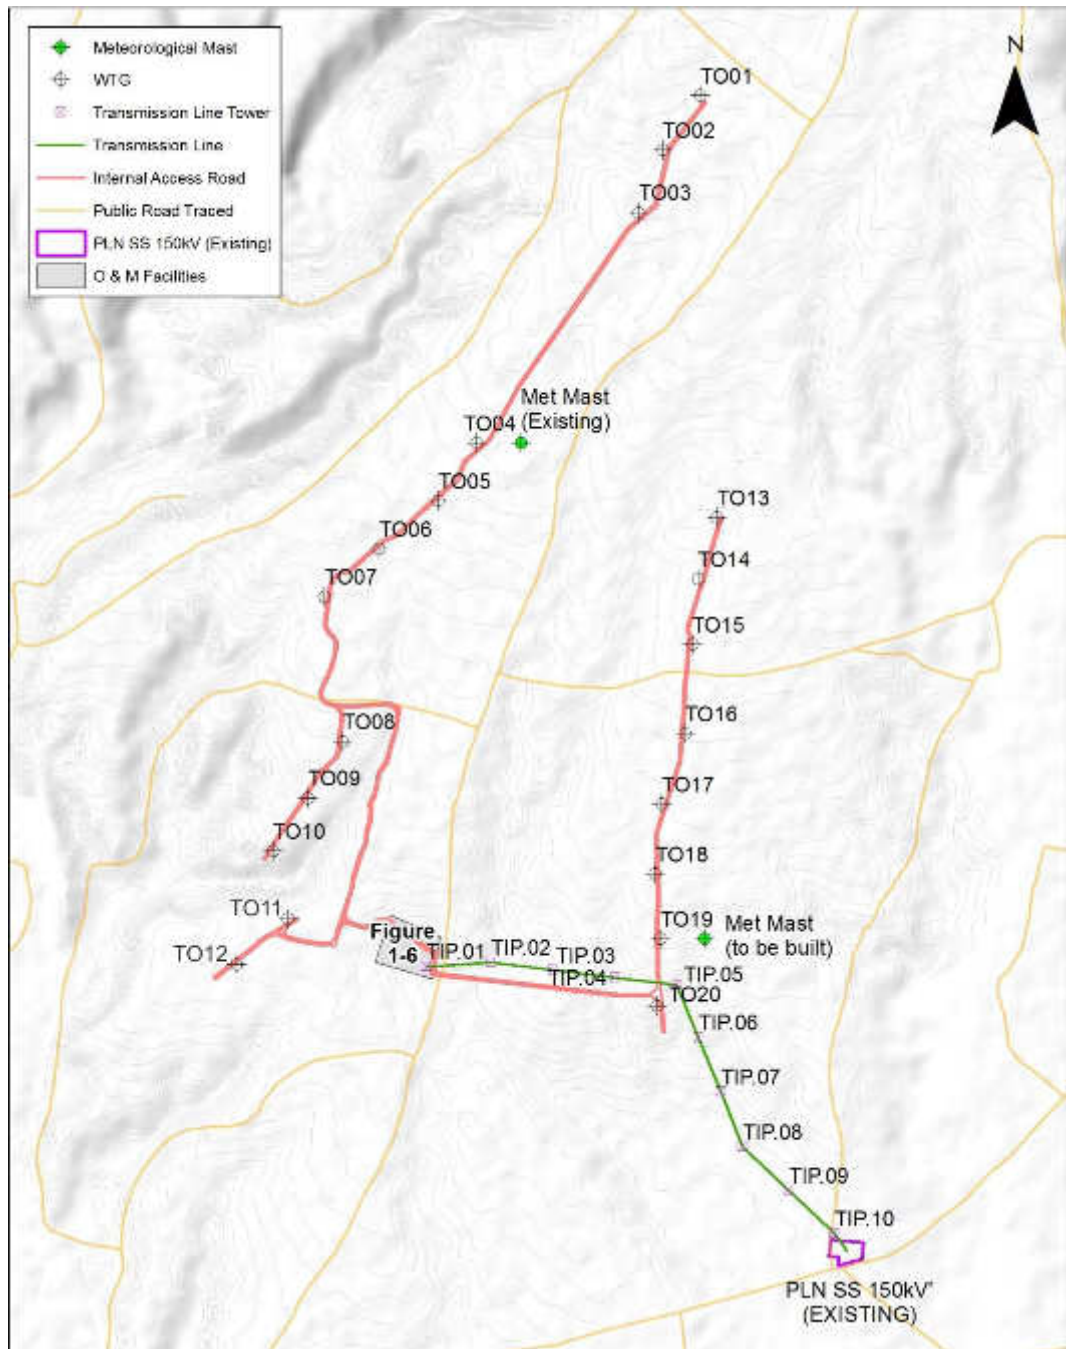 Meteorological Mast
WTG
Transmission Line Tower
Transmission Line
Internal Access Road
Public Road Traced
PLN SS 150kV (Existing)
O & M Facilities
N
TO01
TO02
TO03
Met Mast
(Existing)
TO04
TO05
TO06
TO07
TO13
TO14
TO15
TO16
TO08
TO09
TO17
TO10
TO18
TO11
TO12
Figure
1-6
TO19
Met Mast
(to be built)
TIP.01
TIP.02
TIP.03
TIP.04
TIP.05
TO20
TIP.06
TIP.07
TIP.08
TIP.09
TIP.10
PLN SS 150kV"
(EXISTING)